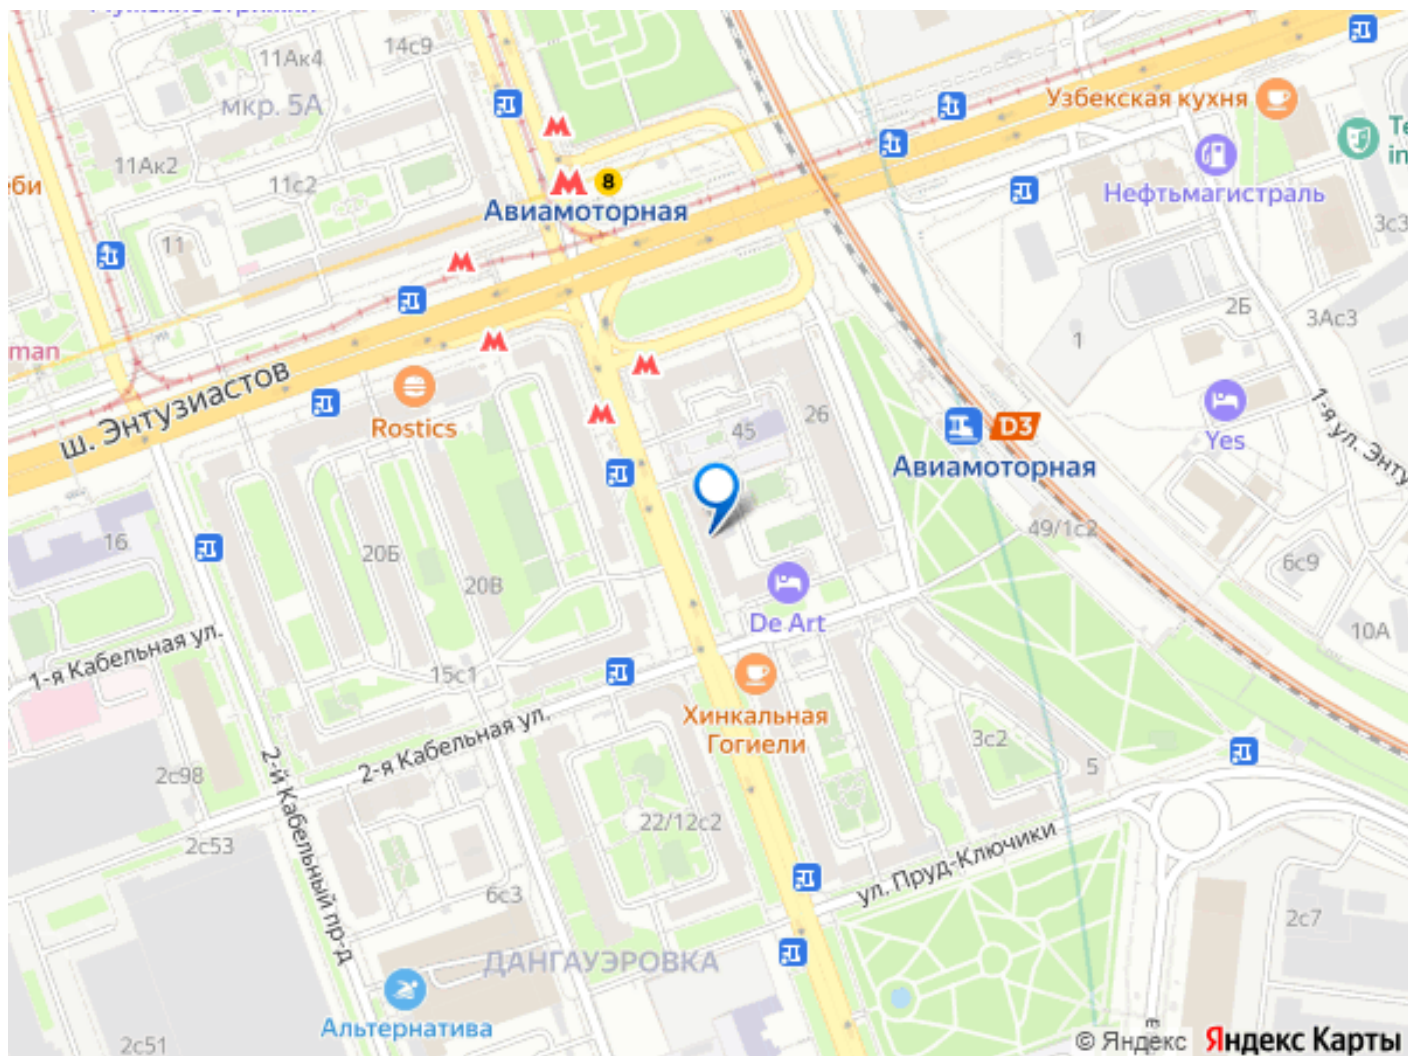 14с9
11Ак4
мкр. 5А
Узбекская кухня
11Ак2
11с2
8
Авиамоторная
Нефтьмагистраль
3с3
еби
11
man
2Б
3Ас3
1
ш. Энтузиастов
Rostics
45
26
D3
Авиамоторная
Yes
16
20Б
20В
49/1с2
6с9
De Art
10А
1-я Кабельная ул.
15с1
2-я Кабельная ул.
Хинкальная
Гогиели
3с2
5
2с98
2-й Кабельный пр-д
22/12с2
2с53
ул. Пруд-Ключики
6с3
2с7
ДАНГАУЭРОВКА
Альтернатива
2с51
© Яндекс Яндекс Карты